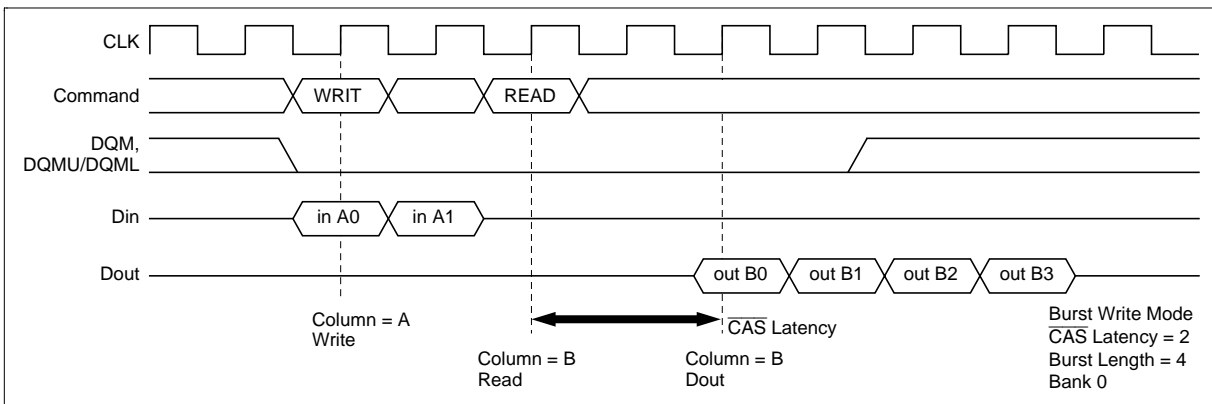 CLK
Command
WRIT
READ
DQM,
DQMU/DQML
Din
in A0
in A1
Dout
out B0
out B1
out B2
out B3
Column = A
Write
Column = B
Read
CAS Latency
Column = B
Dout
Burst Write Mode
CAS Latency = 2
Burst Length = 4
Bank 0